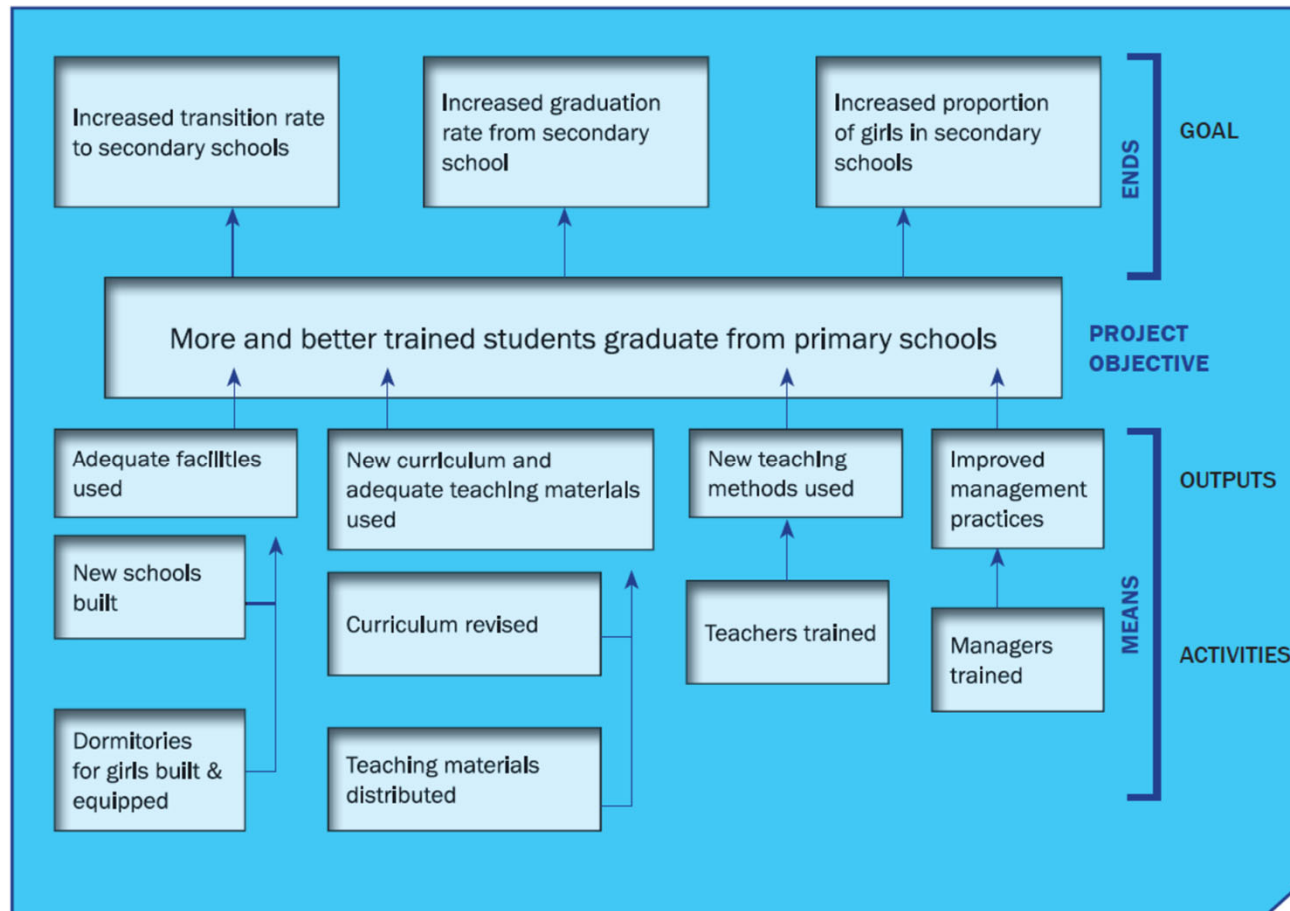 Increased transition rate
to secondary schools
Increased graduation
rate from secondary
school
Increased proportion
of girls in secondary
schools
ENDS
GOAL
More and better trained students graduate from primary schools
PROJECT
OBJECTIVE
Adequate facilities
used
New curriculum and
adequate teaching materials
used
New teaching
methods used
Improved
management
practices
OUTPUTS
New schools
built
Curriculum revised
Teachers trained
Managers
trained
MEANS
ACTIVITIES
Dormitories
for girls built &
equipped
Teaching materials
distributed